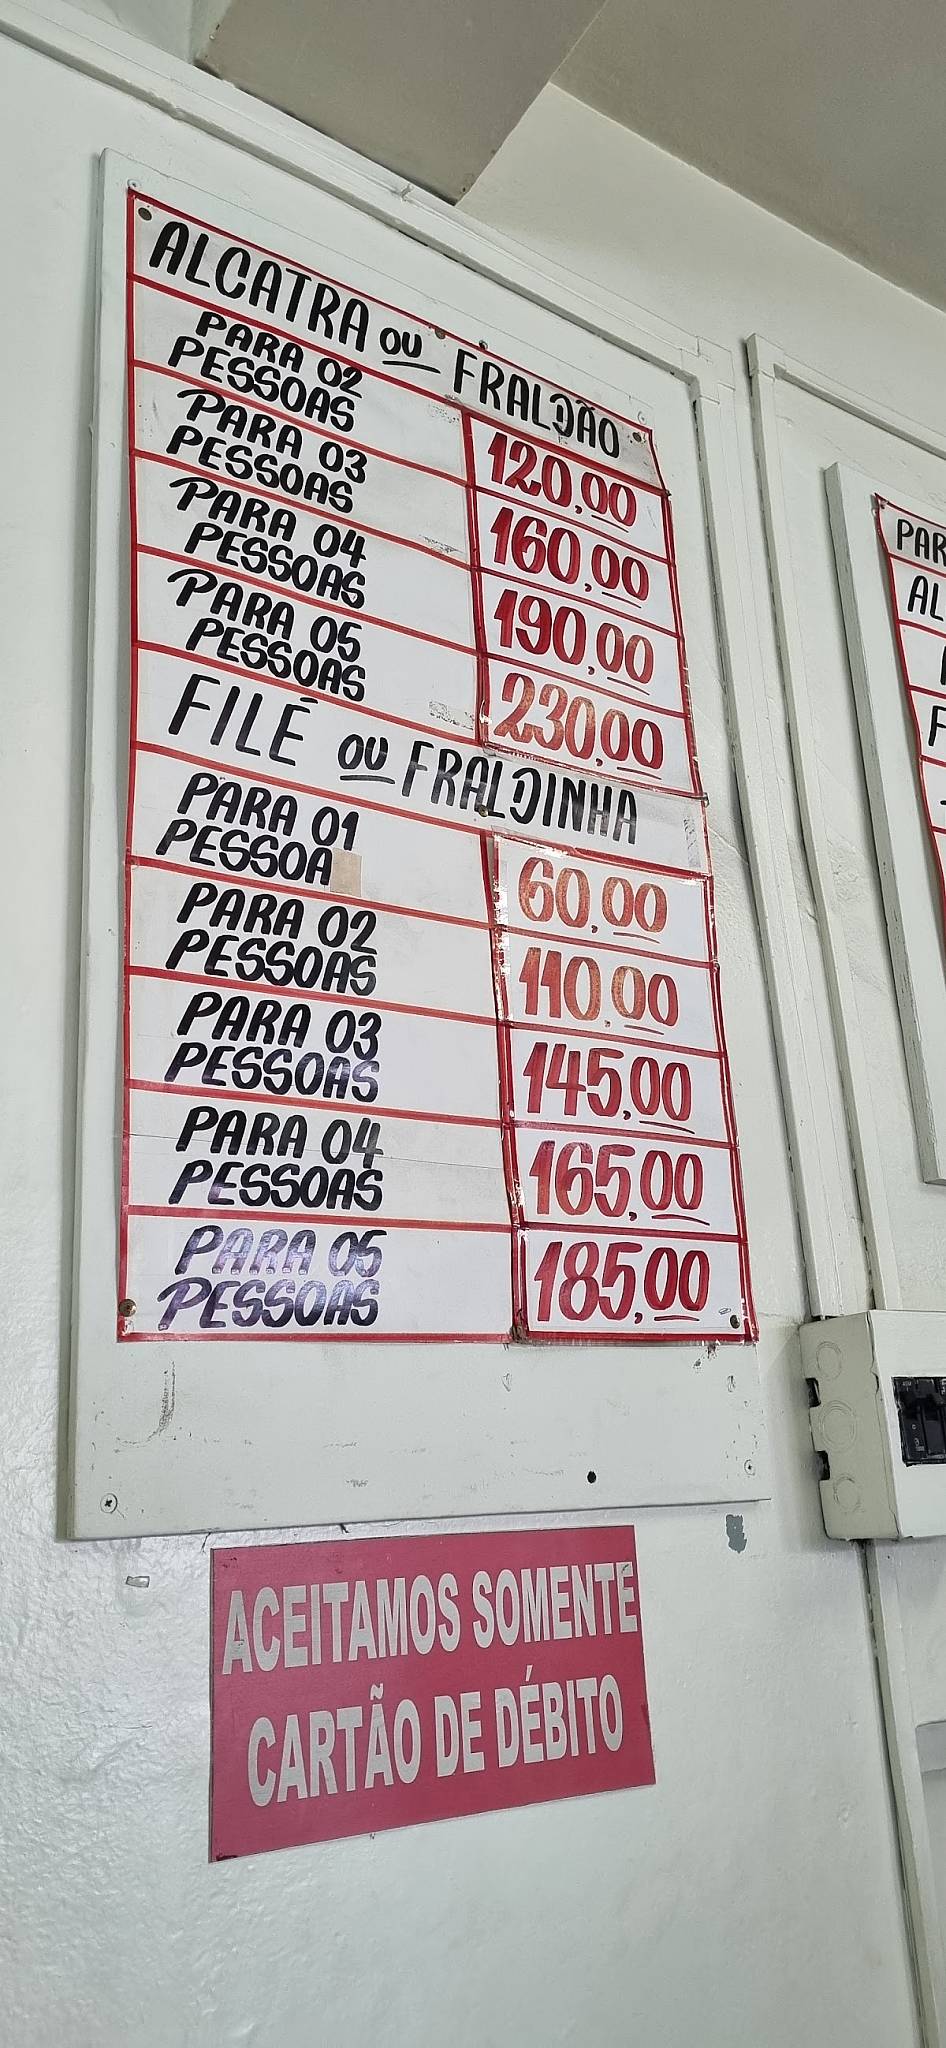 ALCATRA OU FRALDÃO
PARA 02
PESSOAS
120,00
PARA 03
PESSOAS
160,00
PARA 04
PESSOAS
190,00
PARA 05
PESSOAS
230,00
FILÉ OU FRALDINHA
PARA 01
PESSOA
60,00
PARA 02
PESSOAS
110,00
PARA 03
PESSOAS
145,00
PARA 04
PESSOAS
165,00
PARA 05
PESSOAS
185,00
ACEITAMOS SOMENTE
CARTÃO DE DÉBITO
PAR
AL
F